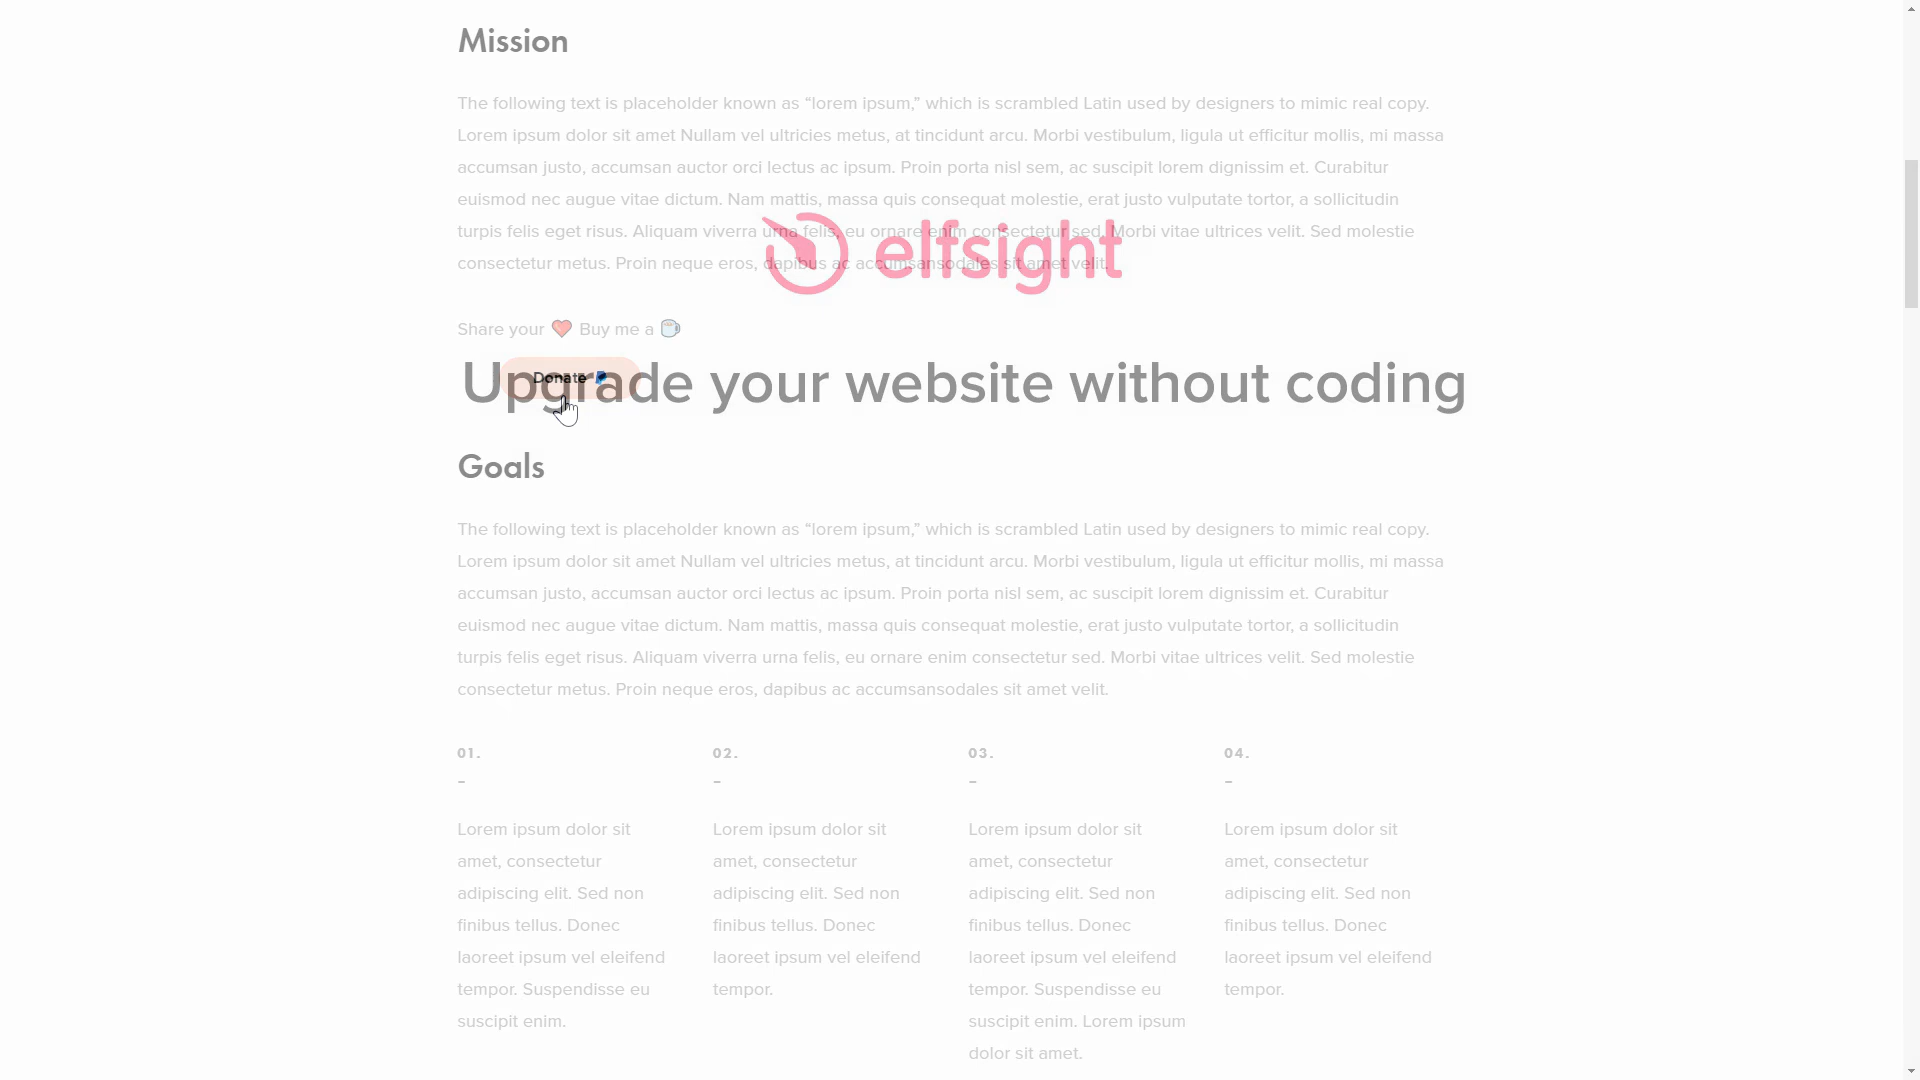 Mission
The following text is placeholder known as “lorem ipsum,” which is scrambled Latin used by designers to mimic real copy.
Lorem ipsum dolor sit amet Nullam vel ultricies metus, at tincidunt arcu. Morbi vestibulum, ligula ut efficitur mollis, mi massa
accumsan justo, accumsan auctor orci lectus ac ipsum. Proin porta nisl sem, ac suscipit lorem dignissim et. Curabitur
euismod nec augue vitae dictum. Nam mattis, massa quis consequat molestie, erat justo vulputate tortor, a sollicitudin
turpis felis eget risus. Aliquam viverra urna felis, eu ornare enim consectetur sed. Morbi vitae ultrices velit. Sed molestie
consectetur metus. Proin neque eros, dapibus ac accumsansodales sit amet velit.
elfsight
Share your ❤️ Buy me a ☕
Donate
Upgrade your website without coding
Goals
The following text is placeholder known as “lorem ipsum,” which is scrambled Latin used by designers to mimic real copy.
Lorem ipsum dolor sit amet Nullam vel ultricies metus, at tincidunt arcu. Morbi vestibulum, ligula ut efficitur mollis, mi massa
accumsan justo, accumsan auctor orci lectus ac ipsum. Proin porta nisl sem, ac suscipit lorem dignissim et. Curabitur
euismod nec augue vitae dictum. Nam mattis, massa quis consequat molestie, erat justo vulputate tortor, a sollicitudin
turpis felis eget risus. Aliquam viverra urna felis, eu ornare enim consectetur sed. Morbi vitae ultrices velit. Sed molestie
consectetur metus. Proin neque eros, dapibus ac accumsansodales sit amet velit.
01.
–
Lorem ipsum dolor sit
amet, consectetur
adipiscing elit. Sed non
finibus tellus. Donec
laoreet ipsum vel eleifend
tempor. Suspendisse eu
suscipit enim.
02.
–
Lorem ipsum dolor sit
amet, consectetur
adipiscing elit. Sed non
finibus tellus. Donec
laoreet ipsum vel eleifend
tempor.
03.
–
Lorem ipsum dolor sit
amet, consectetur
adipiscing elit. Sed non
finibus tellus. Donec
laoreet ipsum vel eleifend
tempor. Suspendisse eu
suscipit enim. Lorem ipsum
dolor sit amet.
04.
–
Lorem ipsum dolor sit
amet, consectetur
adipiscing elit. Sed non
finibus tellus. Donec
laoreet ipsum vel eleifend
tempor.